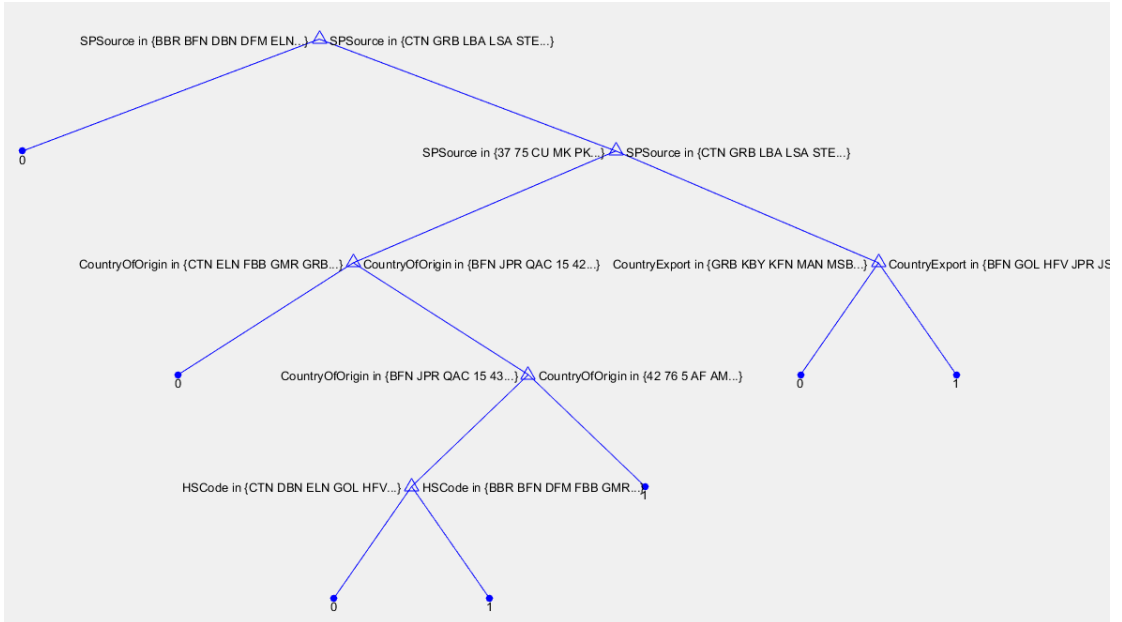 SPSource in {BBR BFN DBN DFM ELN...} SPSource in {CTN GRB LBA LSA STE...}
0
SPSource in {37 75 CU MK PK...} SPSource in {CTN GRB LBA LSA STE...}
CountryOfOrigin in {CTN ELN FBB GMR GRB...} CountryOfOrigin in {BFN JPR QAC 15 42...} CountryExport in {GRB KBY KFN MAN MSB...} CountryExport in {BFN GOL HFV JPR JS
0
CountryOfOrigin in {BFN JPR QAC 15 43...} CountryOfOrigin in {42 76 5 AF AM...}
0
1
HSCode in {CTN DBN ELN GOL HFV...} HSCode in {BBR BFN DFM FBB GMR...}
1
0
1